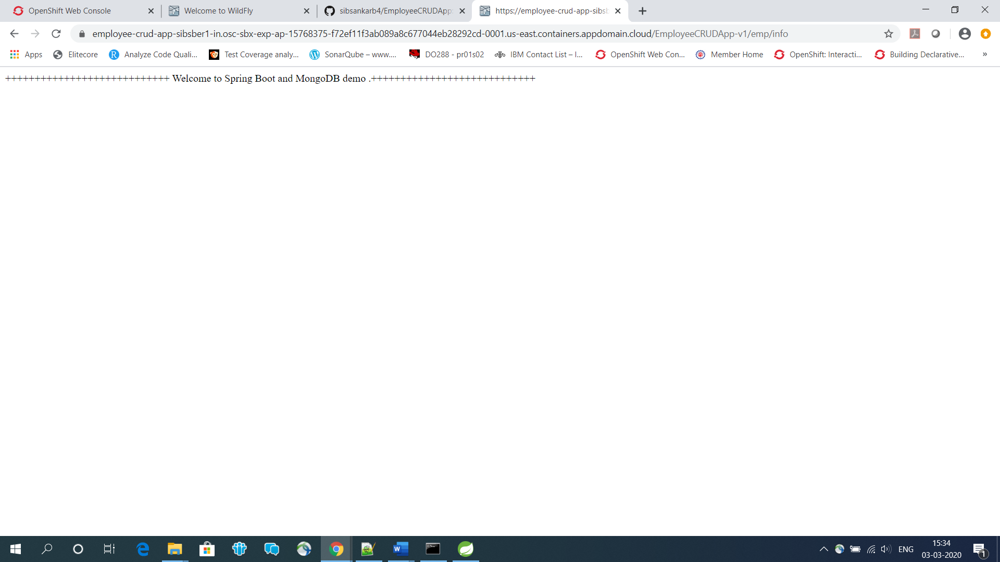 OpenShift Web Console
Welcome to WildFly
sibsankarb4/EmployeeCRUDApp
https://employee-crud-app-sibsb
employee-crud-app-sibsber1-in.osc-sbx-exp-ap-15768375-f72ef11f3ab089a8c677044eb28292cd-0001.us-east.containers.appdomain.cloud/EmployeeCRUDApp-v1/emp/info
Apps
Elitecore
Analyze Code Quali...
Test Coverage analy...
SonarQube – www....
DO288 - pr01s02
IBM Contact List – I...
OpenShift Web Con...
Member Home
OpenShift: Interacti...
Building Declarative...
»
++++++++++++++++++++++++++++ Welcome to Spring Boot and MongoDB demo .++++++++++++++++++++++++++++
ENG
15:34
03-03-2020
1